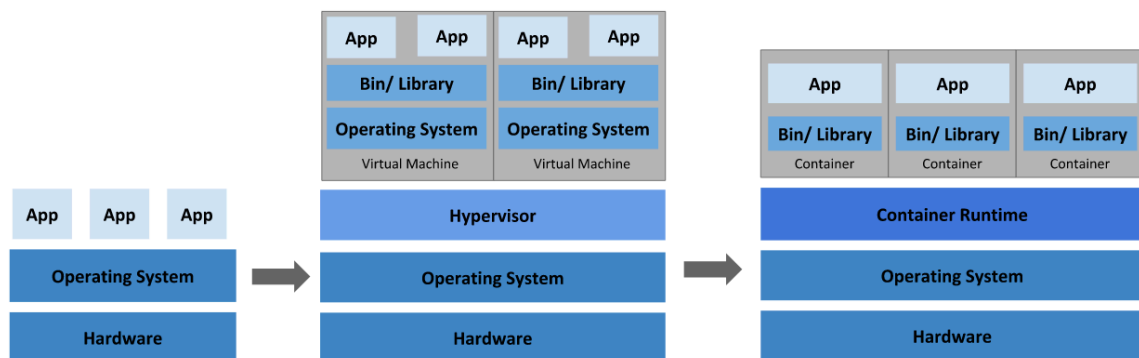 App
App
App
Operating System
Hardware
App
App
App
App
Bin/ Library
Bin/ Library
Operating System
Operating System
Virtual Machine
Virtual Machine
Hypervisor
Operating System
Hardware
App
App
App
Bin/ Library
Bin/ Library
Bin/ Library
Container
Container
Container
Container Runtime
Operating System
Hardware